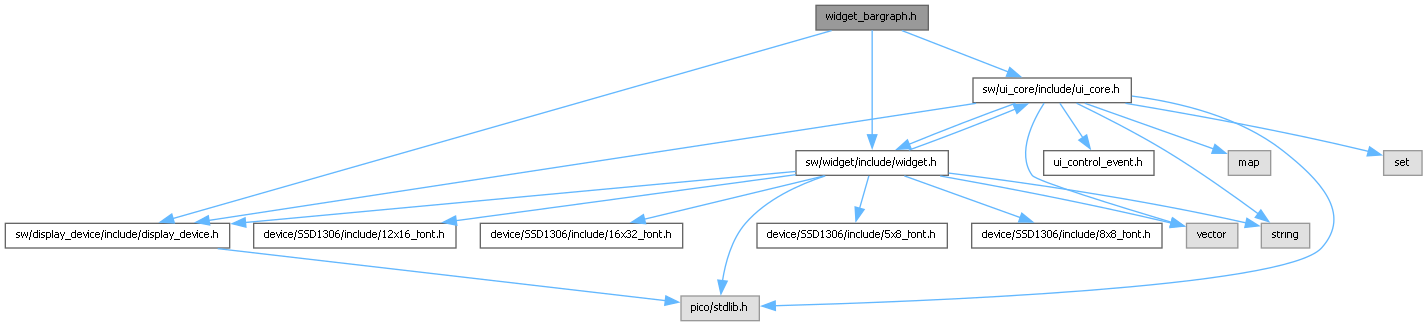 widget_bargraph.h
sw/ui_core/include/ui_core.h
sw/widget/include/widget.h
ui_control_event.h
map
set
sw/display_device/include/display_device.h
device/SSD1306/include/12x16_font.h
device/SSD1306/include/16x32_font.h
device/SSD1306/include/5x8_font.h
device/SSD1306/include/8x8_font.h
vector
string
pico/stdlib.h